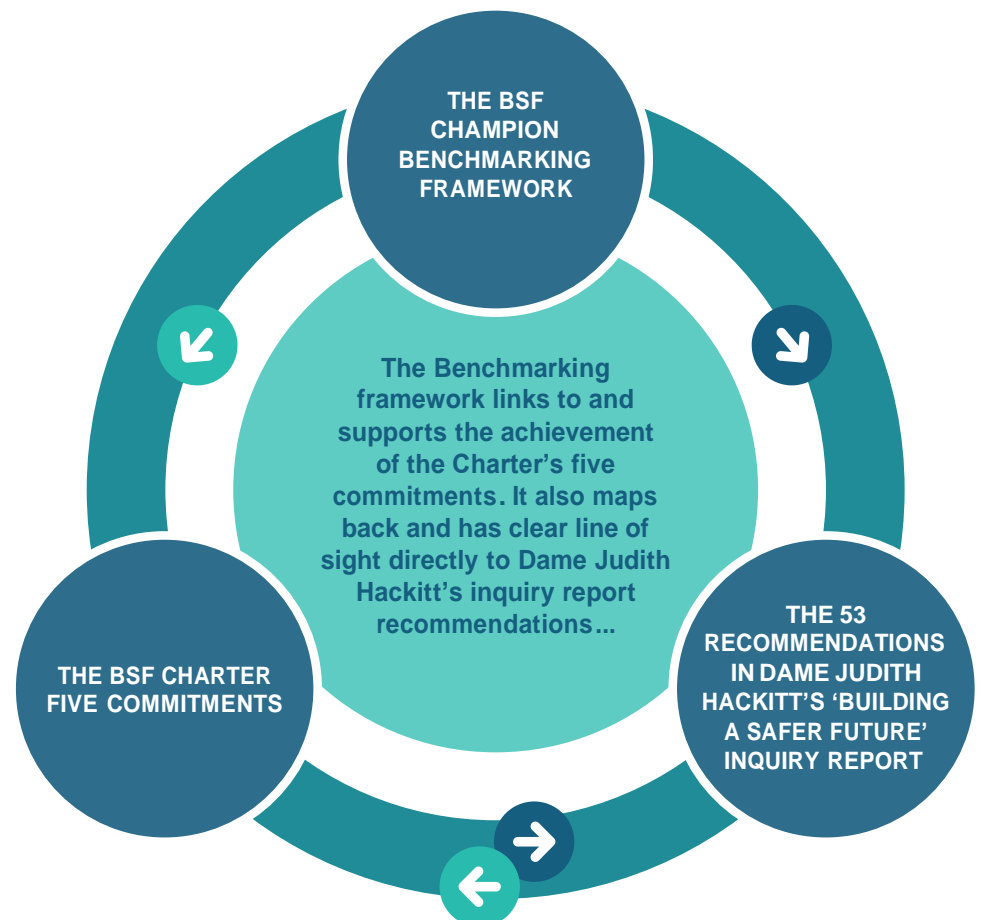 THE BSF
CHAMPION
BENCHMARKING
FRAMEWORK
The Benchmarking
framework links to and
supports the achievement
of the Charter’s five
commitments. It also maps
back and has clear line of
sight directly to Dame Judith
Hackitt’s inquiry report
recommendations...
THE BSF CHARTER
FIVE COMMITMENTS
THE 53
RECOMMENDATIONS
IN DAME JUDITH
HACKITT’S ‘BUILDING
A SAFER FUTURE’
INQUIRY REPORT